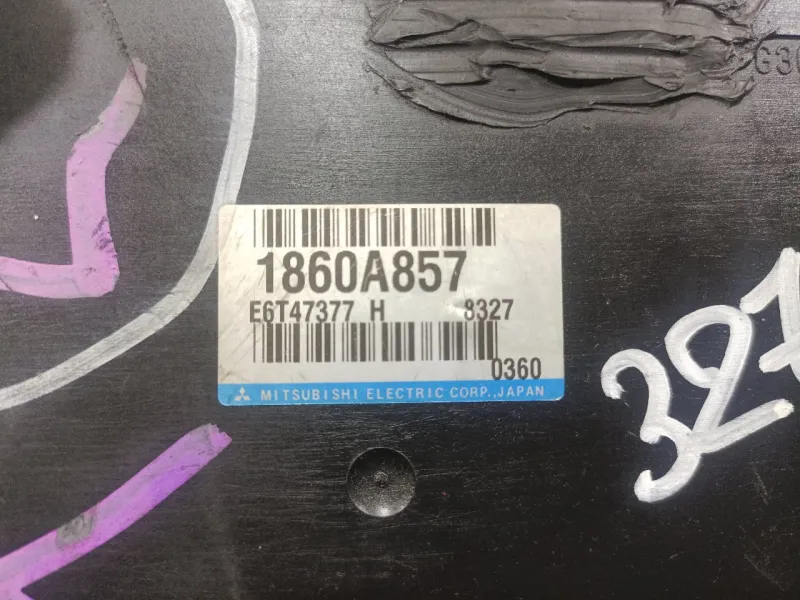 1860A857
E6T47377 H 8327
0360
MITSUBISHI ELECTRIC CORP., JAPAN